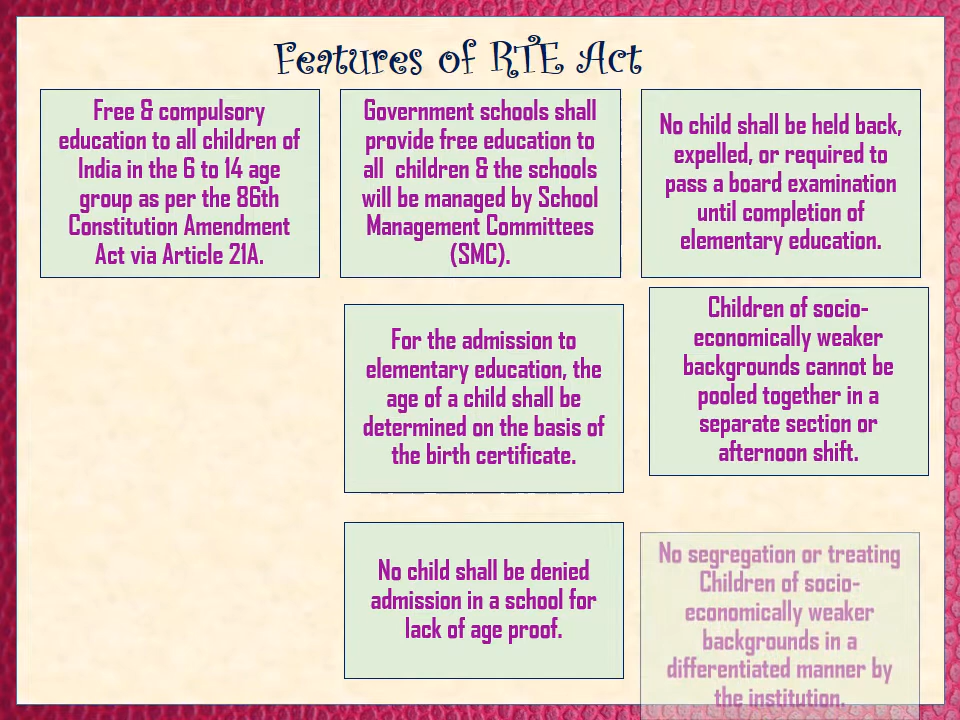 Features of RTE Act
Free & compulsory
education to all children of
India in the 6 to 14 age
group as per the 86th
Constitution Amendment
Act via Article 21A.
Government schools shall
provide free education to
all children & the schools
will be managed by School
Management Committees
(SMC).
No child shall be held back,
expelled, or required to
pass a board examination
until completion of
elementary education.
For the admission to
elementary education, the
age of a child shall be
determined on the basis of
the birth certificate.
Children of socio-
economically weaker
backgrounds cannot be
pooled together in a
separate section or
afternoon shift.
No child shall be denied
admission in a school for
lack of age proof.
No segregation or treating
Children of socio-
economically weaker
backgrounds in a
differentiated manner by
the institution.